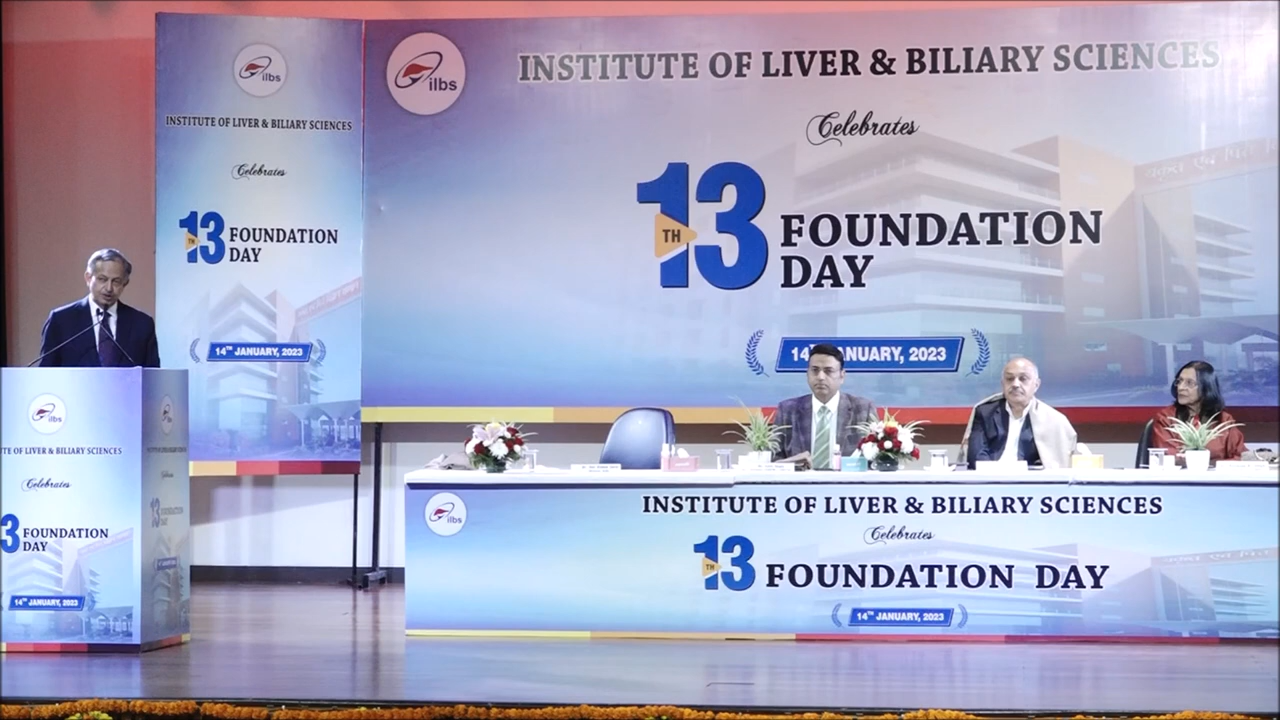 ilbs
INSTITUTE OF LIVER & BILIARY SCIENCES
Celebrates
13TH FOUNDATION
DAY
14TH JANUARY, 2023
ilbs
INSTITUTE OF LIVER & BILIARY SCIENCES
Celebrates
13TH FOUNDATION
DAY
14TH JANUARY, 2023
ilbs
TE OF LIVER & BILIARY SCIENCES
Celebrates
3 FOUNDATION
DAY
14TH JANUARY, 2023
ilbs
INSTITUTE OF LIVER & BILIARY SCIENCES
Celebrates
13TH FOUNDATION DAY
14TH JANUARY, 2023